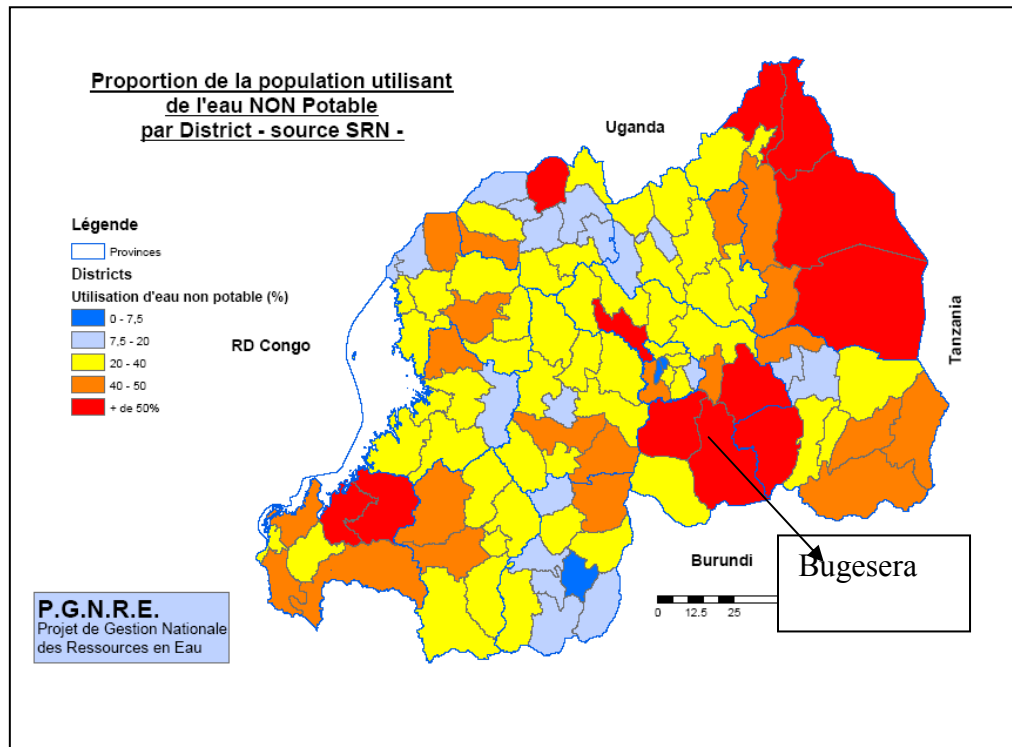 Proportion de la population utilisant
de l'eau NON Potable
par District - source SRN -
Uganda
Légende
Provinces
Districts
Utilisation d'eau non potable (%)
0 - 7,5
7,5 - 20
20 - 40
40 - 50
+ de 50%
RD Congo
Tanzania
Burundi
Bugesera
0 12.5 25
P.G.N.R.E.
Projet de Gestion Nationale
des Ressources en Eau